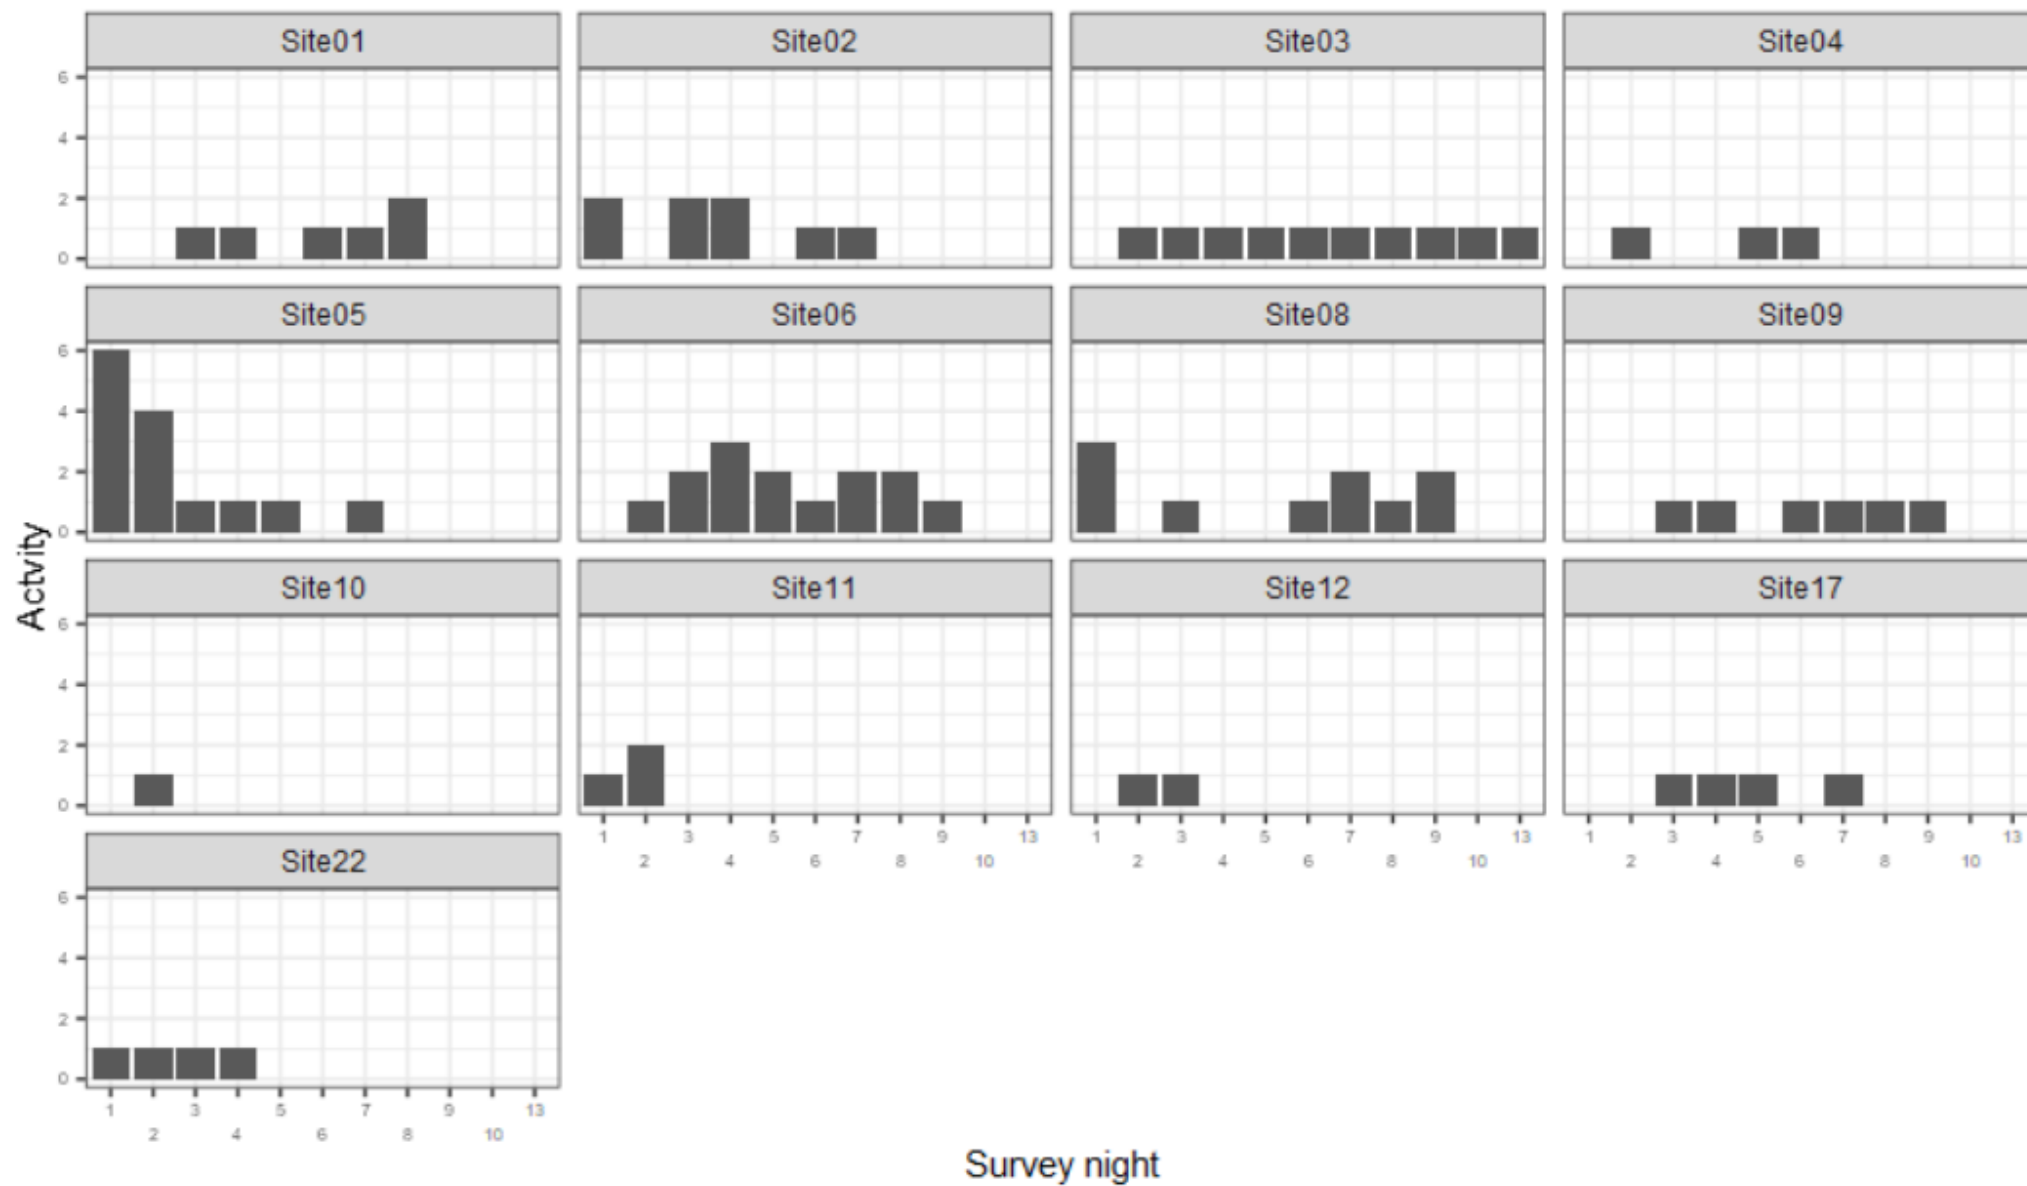 Site01 Site02 Site03 Site04
6
4
2
0
Site05 Site06 Site08 Site09
6
4
2
0
Actvity
Site10 Site11 Site12 Site17
6
4
2
0
1 3 5 7 9 13 1 3 5 7 9 13 1 3 5 7 9 13
2 4 6 8 10 2 4 6 8 10 2 4 6 8 10
Site22
6
4
2
0
1 3 5 7 9 13
2 4 6 8 10
Survey night